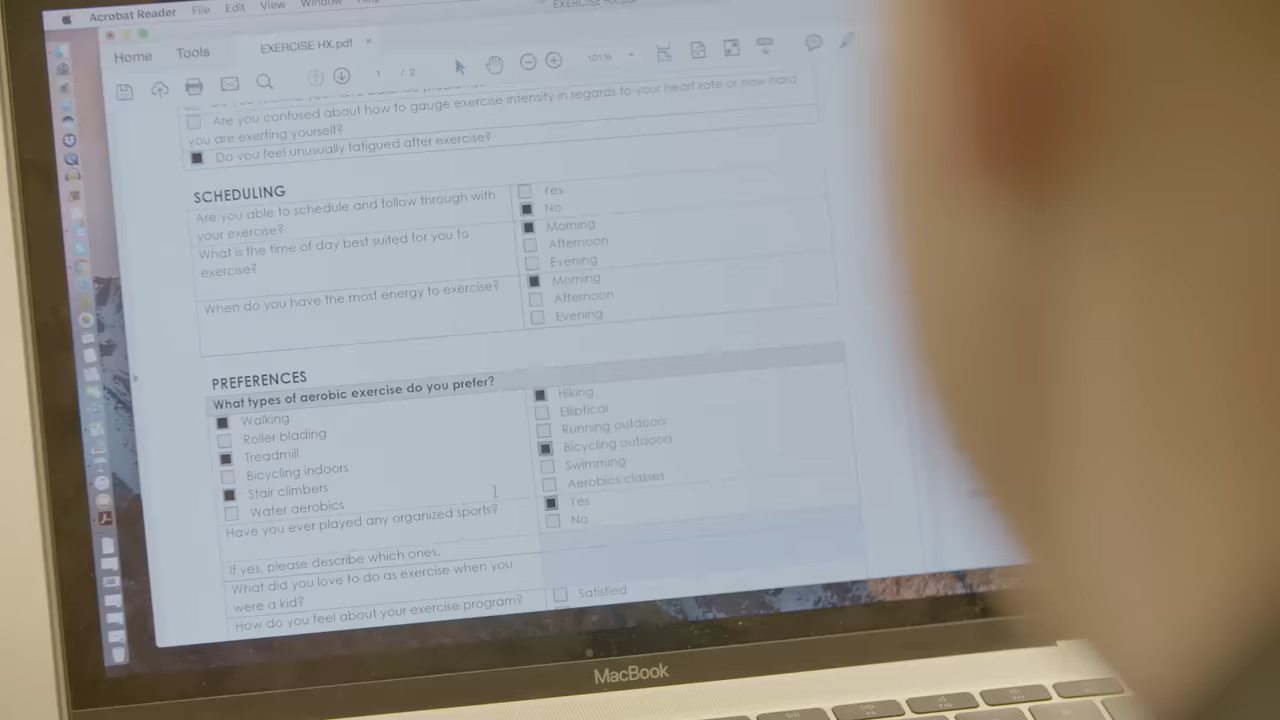 Acrobat Reader File Edit View Window Help
EXERCISE HX.pdf
Home Tools EXERCISE HX.pdf ×
1 / 2 101%
Are you confused about how to gauge exercise intensity in regards to your heart rate or how hard
you are exerting yourself?
Do you feel unusually fatigued after exercise?
SCHEDULING
Are you able to schedule and follow through with
your exercise?
Yes
No
What is the time of day best suited for you to
exercise?
Morning
Afternoon
Evening
When do you have the most energy to exercise?
Morning
Afternoon
Evening
PREFERENCES
What types of aerobic exercise do you prefer?
Walking
Roller blading
Treadmill
Bicycling indoors
Stair climbers
Water aerobics
Hiking
Elliptical
Running outdoors
Bicycling outdoors
Swimming
Aerobics classes
Have you ever played any organized sports?
Yes
No
If yes, please describe which ones.
What did you love to do as exercise when you
were a kid?
How do you feel about your exercise program?
Satisfied
MacBook